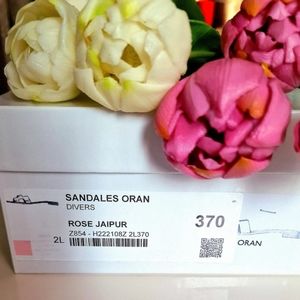 SANDALES ORAN
DIVERS
ROSE JAIPUR
370
Z854 - H222108Z 2L370
2L
ORAN